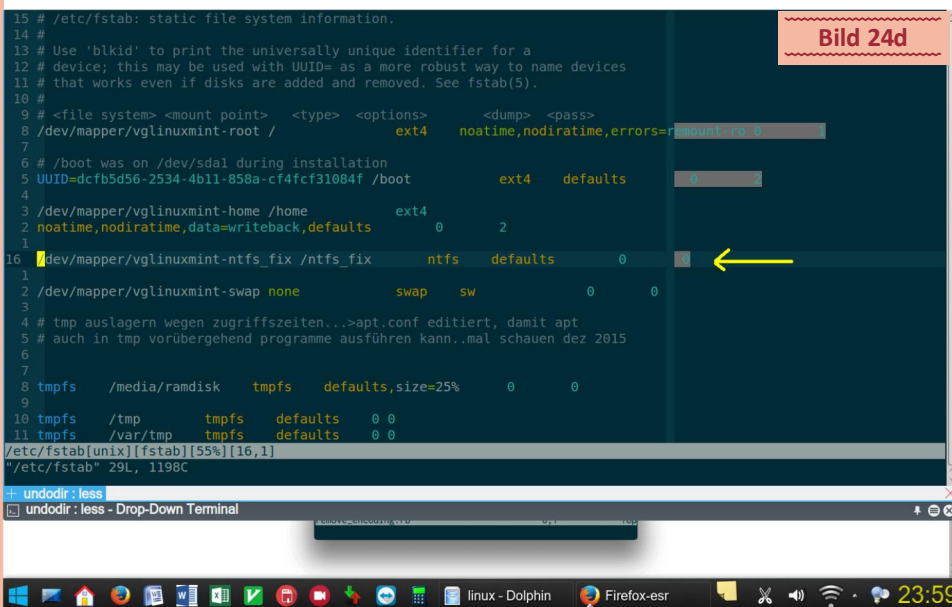 Bild 24d
15 # /etc/fstab: static file system information.
14 #
13 # Use 'blkid' to print the universally unique identifier for a
12 # device; this may be used with UUID= as a more robust way to name devices
11 # that works even if disks are added and removed. See fstab(5).
10 #
9 # <file system> <mount point>   <type>  <options>       <dump>  <pass>
8 /dev/mapper/vglinuxmint-root /               ext4    noatime,nodiratime,errors=remount-ro 0       1
7
6 # /boot was on /dev/sda1 during installation
5 UUID=dcfb5d56-2534-4b11-858a-cf4fcf31084f /boot           ext4    defaults        0       2
4
3 /dev/mapper/vglinuxmint-home /home           ext4
2 noatime,nodiratime,data=writeback,defaults        0       2
1
16 /dev/mapper/vglinuxmint-ntfs_fix /ntfs_fix       ntfs    defaults        0       0
1
2 /dev/mapper/vglinuxmint-swap none            swap    sw              0       0
3
4 # tmp auslagern wegen zugriffszeiten...>apt.conf editiert, damit apt
5 # auch in tmp vorübergehend programme ausführen kann..mal schauen dez 2015
6
7
8 tmpfs    /media/ramdisk    tmpfs    defaults,size=25%      0       0
9
10 tmpfs    /tmp        tmpfs    defaults    0 0
11 tmpfs    /var/tmp    tmpfs    defaults    0 0
/etc/fstab[unix][fstab][55%][16,1]
"/etc/fstab" 29L, 1198C
undodir : less
undodir : less - Drop-Down Terminal
remove_encoding.rb 0,1 Top
linux - Dolphin
Firefox-esr
23:59